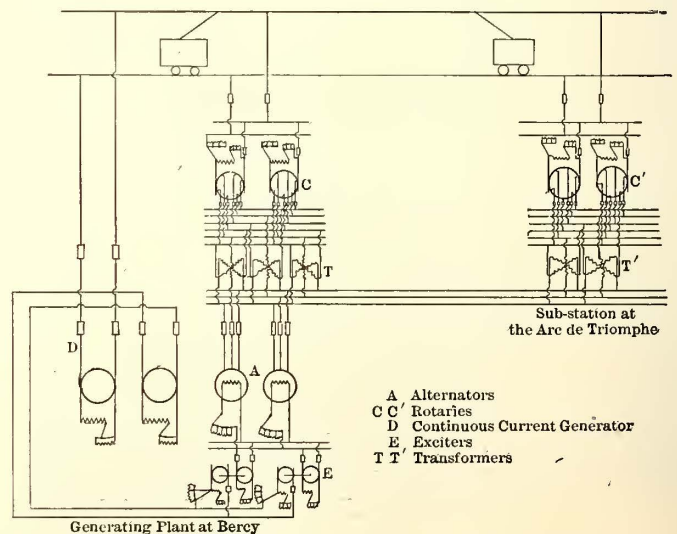 C
C′
T
T′
Sub-station at
the Arc de Triomphe
D
A
A Alternators
C C′ Rotaries
D Continuous Current Generator
E Exciters
T T′ Transformers
E
Generating Plant at Bercy